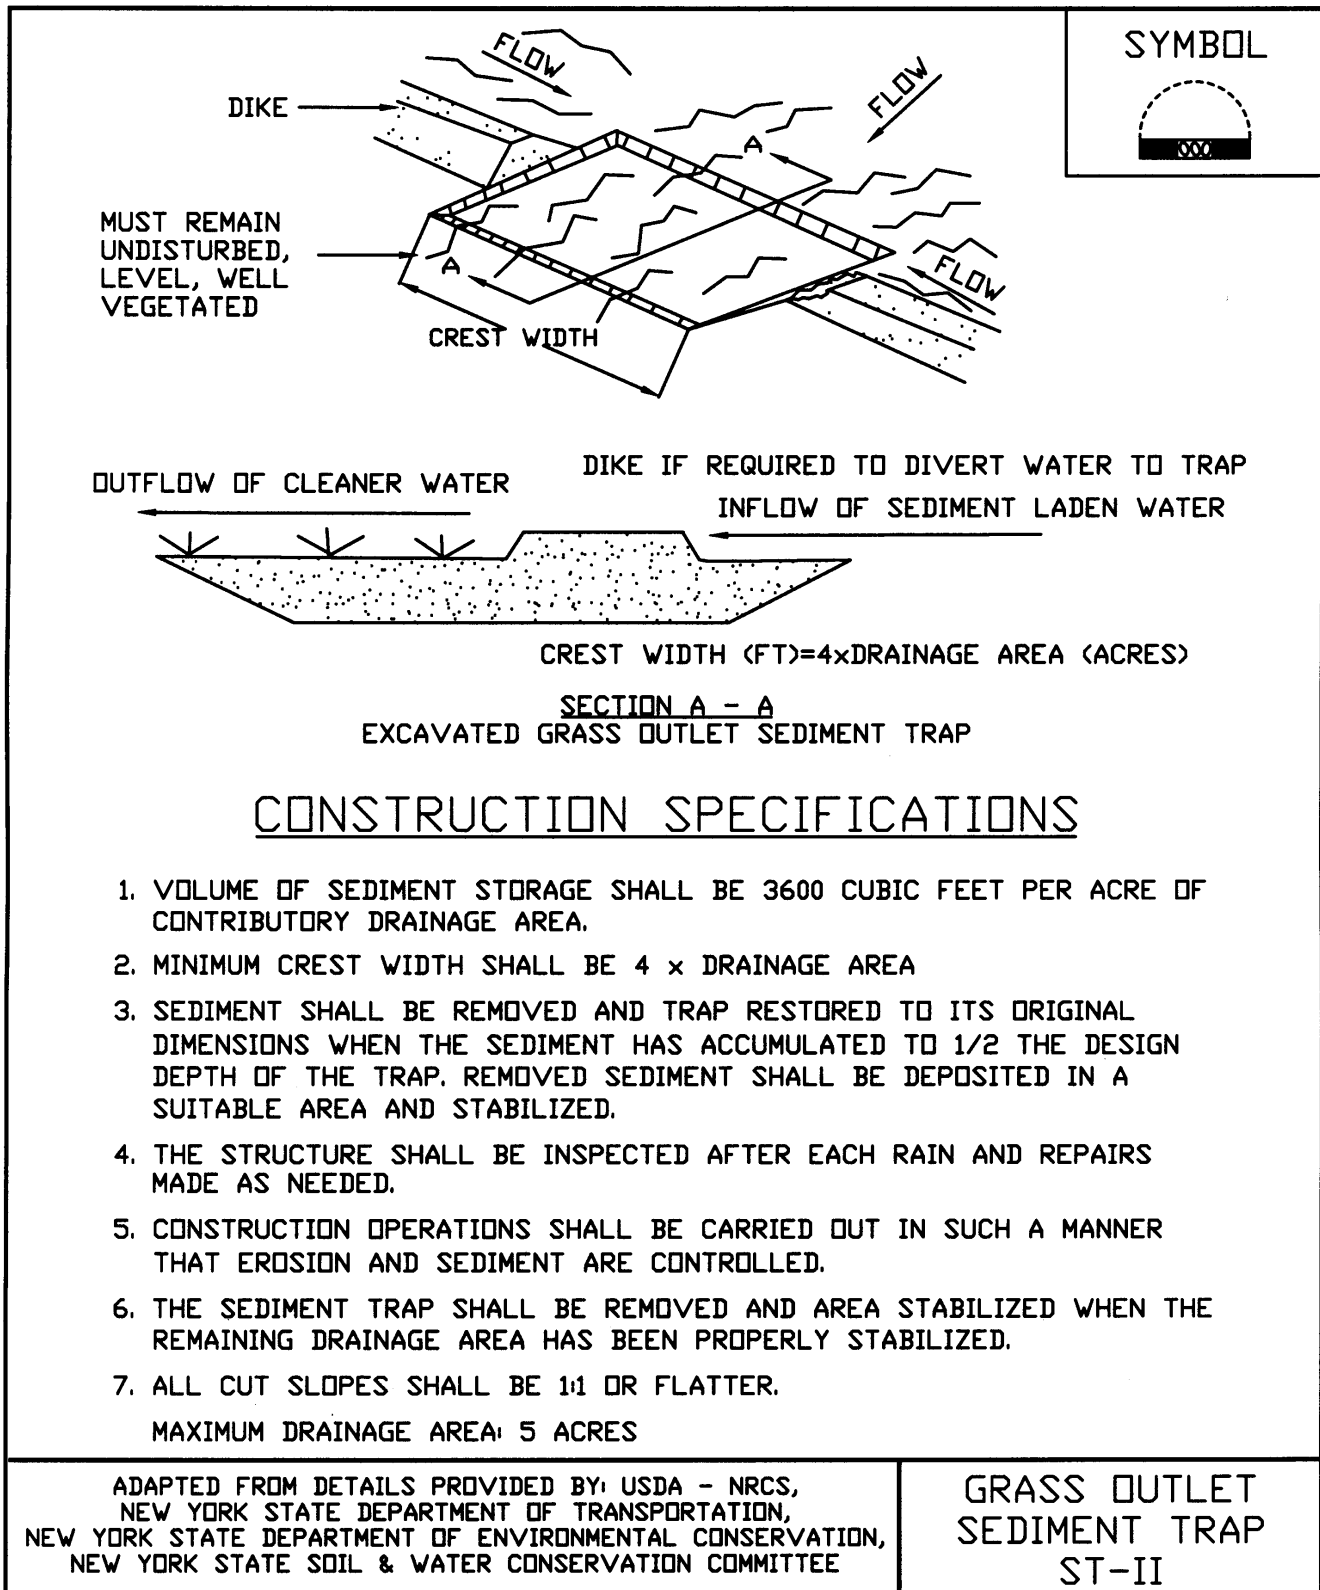 SYMBOL
FLOW
FLOW
DIKE
A
MUST REMAIN
UNDISTURBED,
LEVEL, WELL
VEGETATED
A
FLOW
CREST WIDTH
DIKE IF REQUIRED TO DIVERT WATER TO TRAP
OUTFLOW OF CLEANER WATER
INFLOW OF SEDIMENT LADEN WATER
CREST WIDTH (FT)=4xDRAINAGE AREA (ACRES)
SECTION A - A
EXCAVATED GRASS OUTLET SEDIMENT TRAP
CONSTRUCTION SPECIFICATIONS
1. VOLUME OF SEDIMENT STORAGE SHALL BE 3600 CUBIC FEET PER ACRE OF
CONTRIBUTORY DRAINAGE AREA.
2. MINIMUM CREST WIDTH SHALL BE 4 x DRAINAGE AREA
3. SEDIMENT SHALL BE REMOVED AND TRAP RESTORED TO ITS ORIGINAL
DIMENSIONS WHEN THE SEDIMENT HAS ACCUMULATED TO 1/2 THE DESIGN
DEPTH OF THE TRAP. REMOVED SEDIMENT SHALL BE DEPOSITED IN A
SUITABLE AREA AND STABILIZED.
4. THE STRUCTURE SHALL BE INSPECTED AFTER EACH RAIN AND REPAIRS
MADE AS NEEDED.
5. CONSTRUCTION OPERATIONS SHALL BE CARRIED OUT IN SUCH A MANNER
THAT EROSION AND SEDIMENT ARE CONTROLLED.
6. THE SEDIMENT TRAP SHALL BE REMOVED AND AREA STABILIZED WHEN THE
REMAINING DRAINAGE AREA HAS BEEN PROPERLY STABILIZED.
7. ALL CUT SLOPES SHALL BE 1:1 OR FLATTER.
MAXIMUM DRAINAGE AREA: 5 ACRES
ADAPTED FROM DETAILS PROVIDED BY: USDA - NRCS,
NEW YORK STATE DEPARTMENT OF TRANSPORTATION,
NEW YORK STATE DEPARTMENT OF ENVIRONMENTAL CONSERVATION,
NEW YORK STATE SOIL & WATER CONSERVATION COMMITTEE
GRASS OUTLET
SEDIMENT TRAP
ST-II